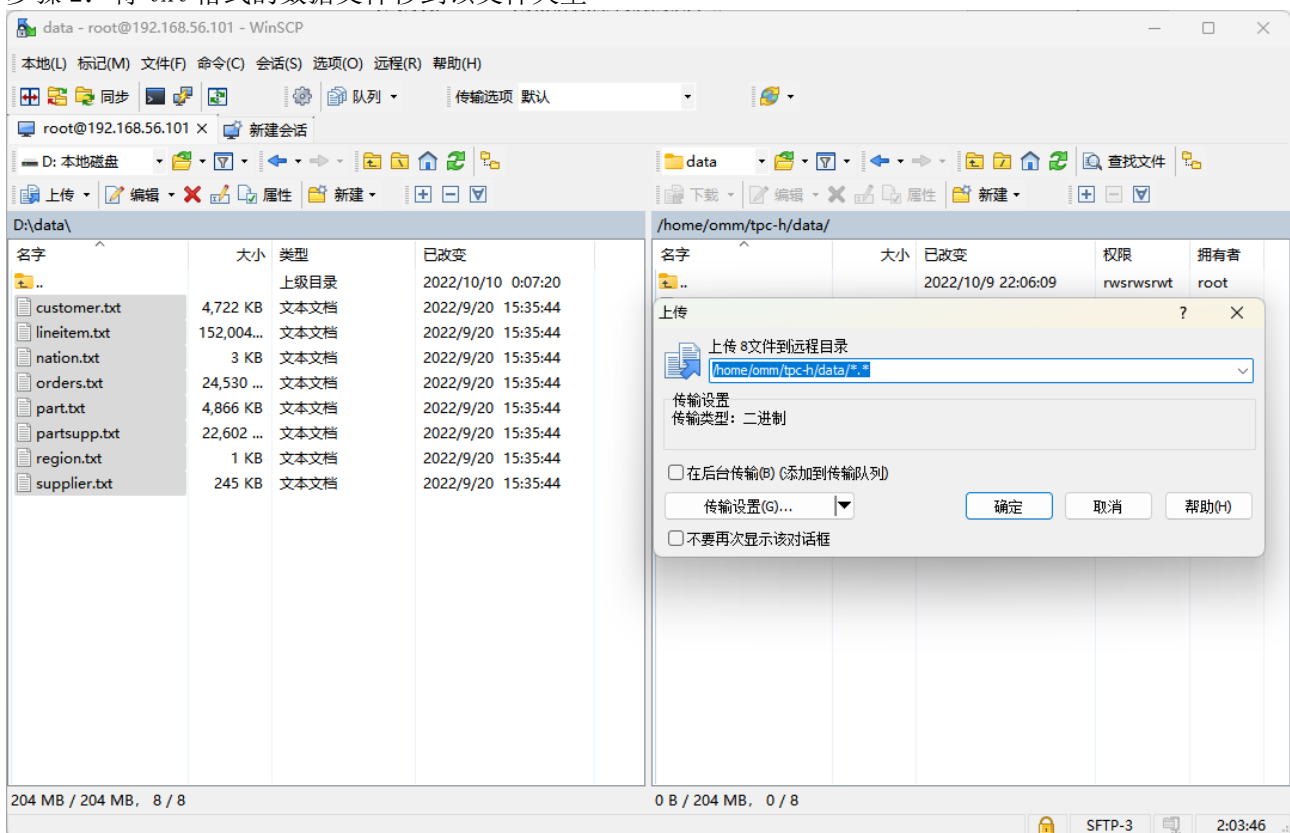 data - root@192.168.56.101 - WinSCP
本地(L) 标记(M) 文件(F) 命令(C) 会话(S) 选项(O) 远程(R) 帮助(H)
同步 队列 传输选项 默认
root@192.168.56.101 × 新建会话
D: 本地磁盘 data 查找文件
上传 编辑 属性 新建 下载 编辑 属性 新建
D:\data\ /home/omm/tpc-h/data/
名字 大小 类型 已改变 名字 大小 已改变 权限 拥有者
.. 上级目录 2022/10/10 0:07:20 .. 2022/10/9 22:06:09 rwsrwsrwt root
customer.txt 4,722 KB 文本文档 2022/9/20 15:35:44
lineitem.txt 152,004... 文本文档 2022/9/20 15:35:44
nation.txt 3 KB 文本文档 2022/9/20 15:35:44
orders.txt 24,530 ... 文本文档 2022/9/20 15:35:44
part.txt 4,866 KB 文本文档 2022/9/20 15:35:44
partsupp.txt 22,602 ... 文本文档 2022/9/20 15:35:44
region.txt 1 KB 文本文档 2022/9/20 15:35:44
supplier.txt 245 KB 文本文档 2022/9/20 15:35:44
上传 ? ×
上传 8文件到远程目录
/home/omm/tpc-h/data/*.*
传输设置
传输类型：二进制
在后台传输(B) (添加到传输队列)
传输设置(G)... 确定 取消 帮助(H)
不要再次显示该对话框
204 MB / 204 MB, 8 / 8 0 B / 204 MB, 0 / 8
SFTP-3 2:03:46